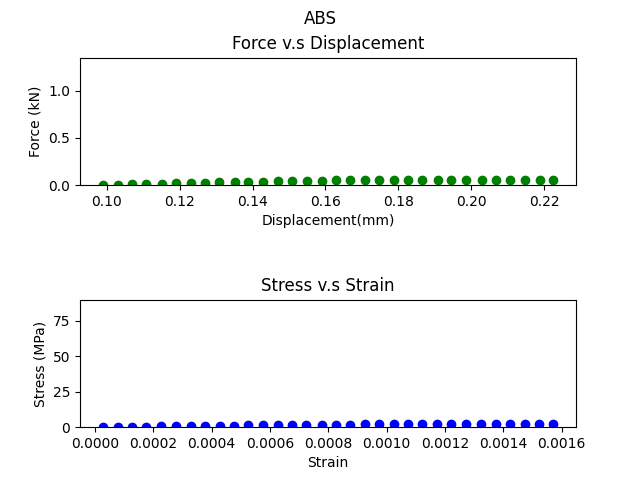 ABS
Force v.s Displacement
1.0
0.5
0.0
Force (kN)
0.10 0.12 0.14 0.16 0.18 0.20 0.22
Displacement(mm)
Stress v.s Strain
75
50
25
0
Stress (MPa)
0.0000 0.0002 0.0004 0.0006 0.0008 0.0010 0.0012 0.0014 0.0016
Strain